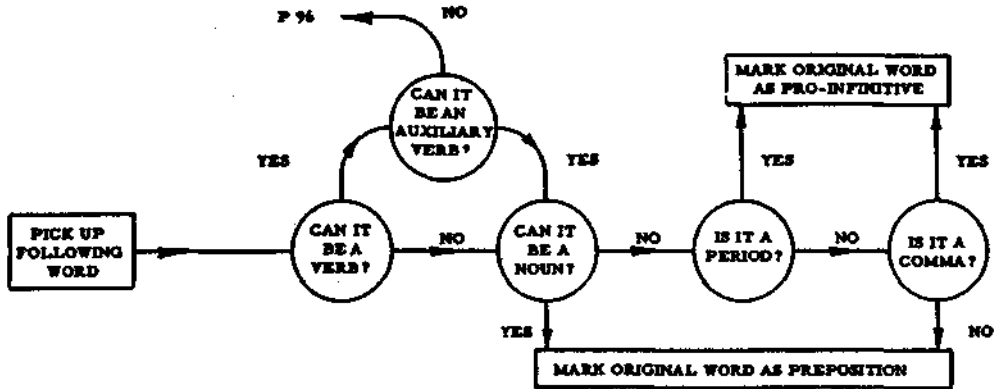 P 96
NO
CAN IT
BE AN
AUXILIARY
VERB?
MARK ORIGINAL WORD
AS PRO-INFINITIVE
YES
YES
YES
YES
PICK UP
FOLLOWING
WORD
CAN IT
BE A
VERB?
NO
CAN IT
BE A
NOUN?
NO
IS IT A
PERIOD?
NO
IS IT A
COMMA?
YES
NO
MARK ORIGINAL WORD AS PREPOSITION